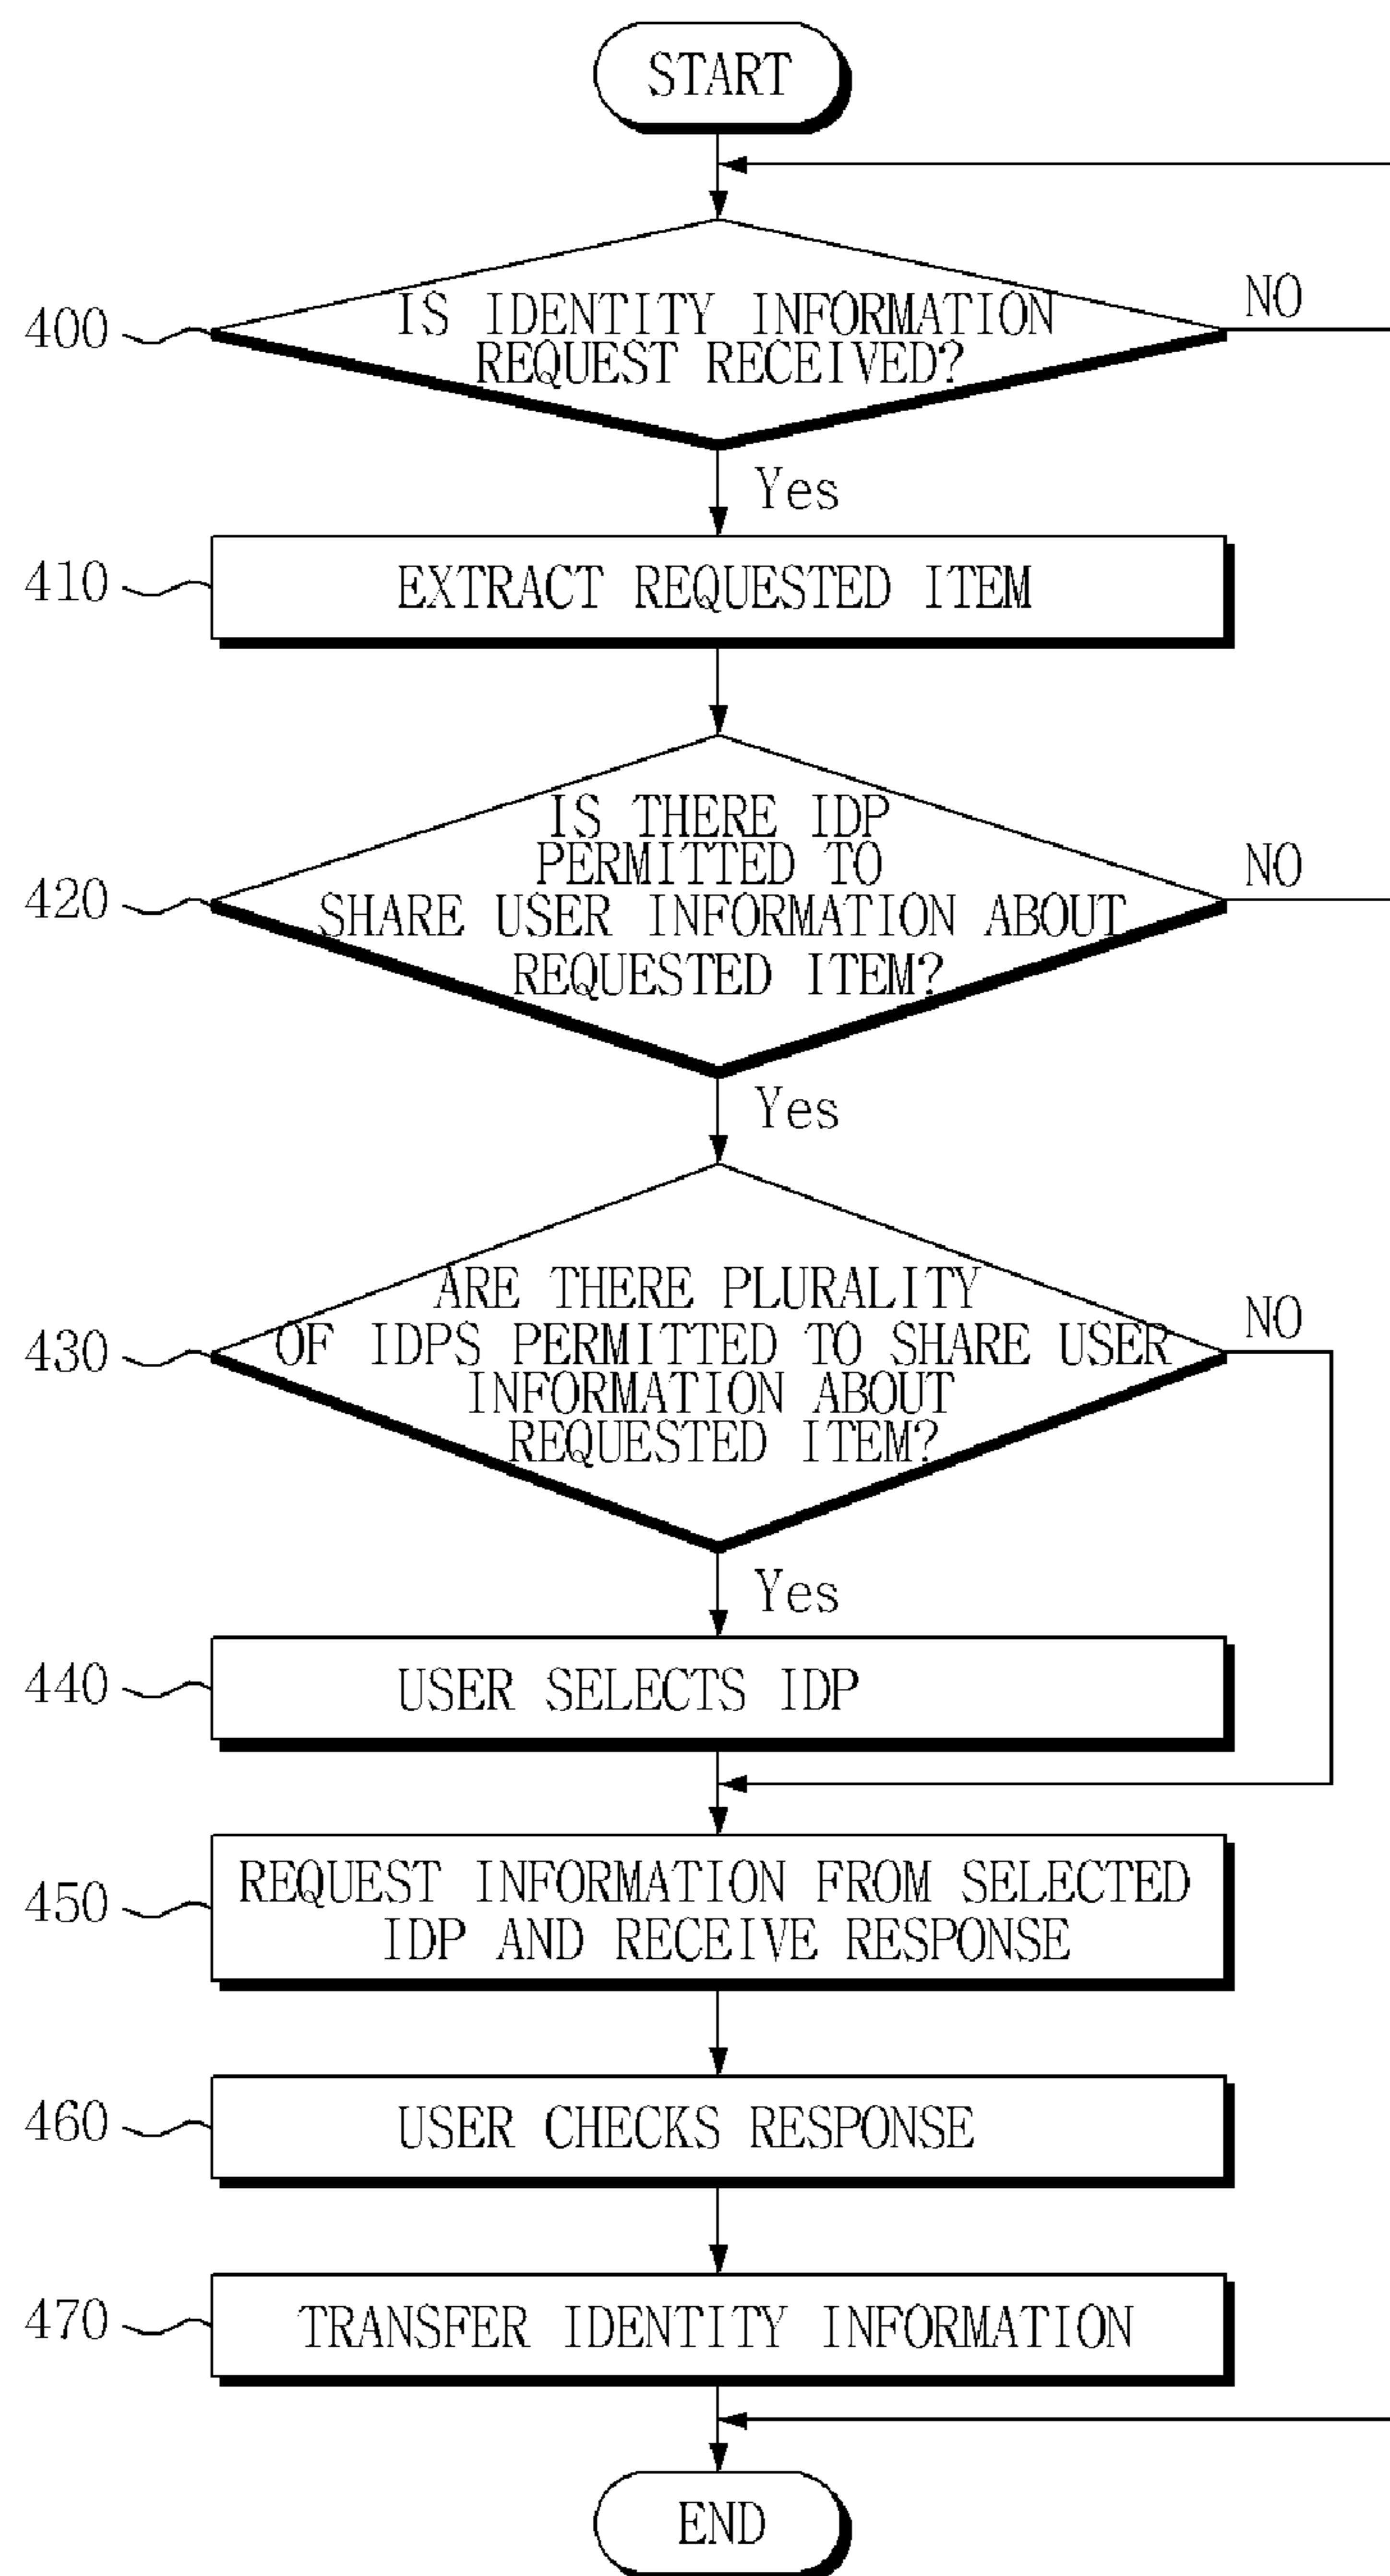 START
400
IS IDENTITY INFORMATION
REQUEST RECEIVED?
NO
Yes
410
EXTRACT REQUESTED ITEM
420
IS THERE IDP
PERMITTED TO
SHARE USER INFORMATION ABOUT
REQUESTED ITEM?
NO
Yes
430
ARE THERE PLURALITY
OF IDPS PERMITTED TO SHARE USER
INFORMATION ABOUT
REQUESTED ITEM?
NO
Yes
440
USER SELECTS IDP
450
REQUEST INFORMATION FROM SELECTED
IDP AND RECEIVE RESPONSE
460
USER CHECKS RESPONSE
470
TRANSFER IDENTITY INFORMATION
END